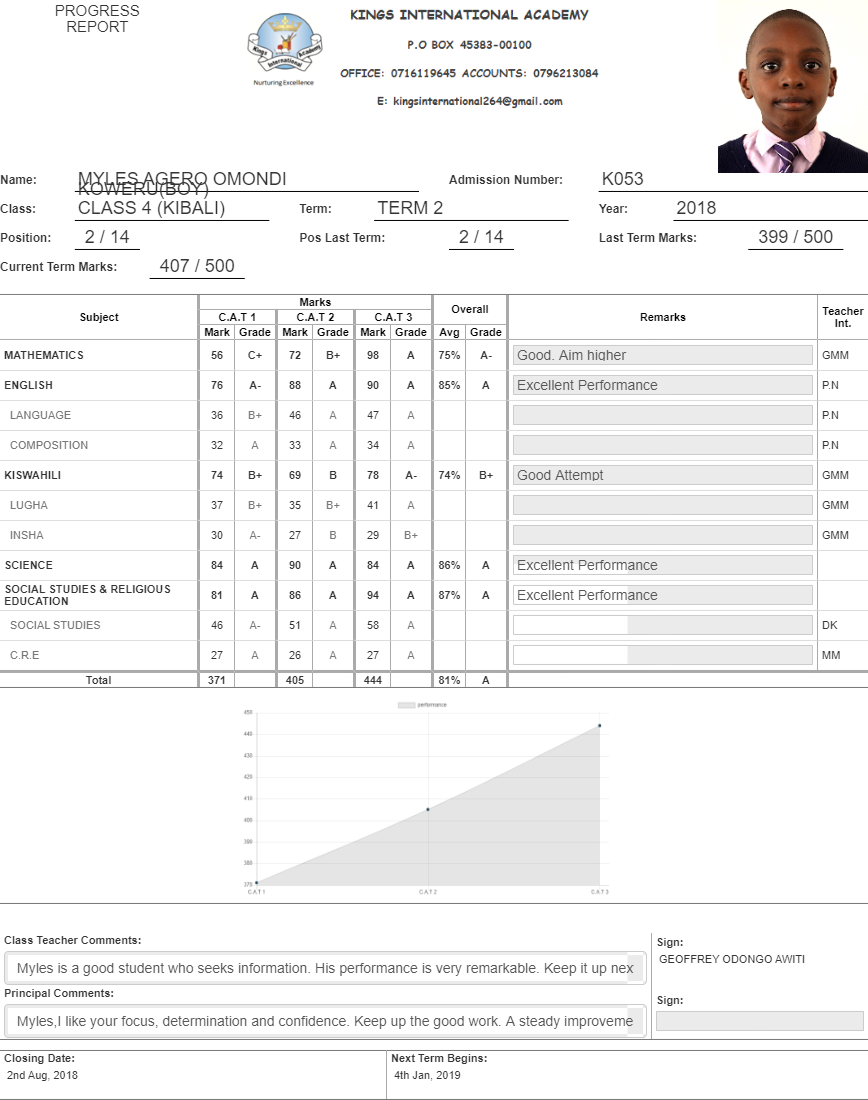 PROGRESS
REPORT
Kings International Academy
Nurturing Excellence
KINGS INTERNATIONAL ACADEMY
P.O BOX 45383-00100
OFFICE: 0716119645 ACCOUNTS: 0796213084
E: kingsinternational264@gmail.com
Name: MYLES AGERO OMONDI KOWERU(BOY) Admission Number: K053
Class: CLASS 4 (KIBALI) Term: TERM 2 Year: 2018
Position: 2 / 14 Pos Last Term: 2 / 14 Last Term Marks: 399 / 500
Current Term Marks: 407 / 500
Subject Marks Overall Remarks Teacher Int.
C.A.T 1 C.A.T 2 C.A.T 3
Mark Grade Mark Grade Mark Grade Avg Grade
MATHEMATICS 56 C+ 72 B+ 98 A 75% A- Good. Aim higher GMM
ENGLISH 76 A- 88 A 90 A 85% A Excellent Performance P.N
LANGUAGE 36 B+ 46 A 47 A P.N
COMPOSITION 32 A 33 A 34 A P.N
KISWAHILI 74 B+ 69 B 78 A- 74% B+ Good Attempt GMM
LUGHA 37 B+ 35 B+ 41 A GMM
INSHA 30 A- 27 B 29 B+ GMM
SCIENCE 84 A 90 A 84 A 86% A Excellent Performance
SOCIAL STUDIES & RELIGIOUS
EDUCATION 81 A 86 A 94 A 87% A Excellent Performance
SOCIAL STUDIES 46 A- 51 A 58 A DK
C.R.E 27 A 26 A 27 A MM
Total 371 405 444 81% A
performance
450
440
430
420
410
400
390
380
370
CAT1 CAT2 CAT3
Class Teacher Comments: Sign:
Myles is a good student who seeks information. His performance is very remarkable. Keep it up nex GEOFFREY ODONGO AWITI
Principal Comments: Sign:
Myles,I like your focus, determination and confidence. Keep up the good work. A steady improveme
Closing Date: Next Term Begins:
2nd Aug, 2018 4th Jan, 2019